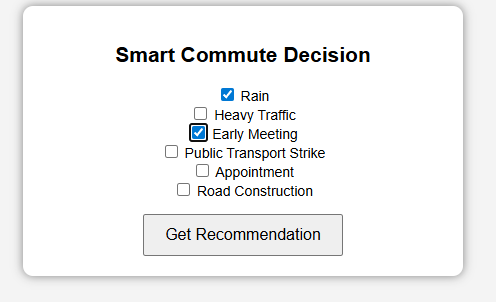 Smart Commute Decision
Rain
Heavy Traffic
Early Meeting
Public Transport Strike
Appointment
Road Construction
Get Recommendation